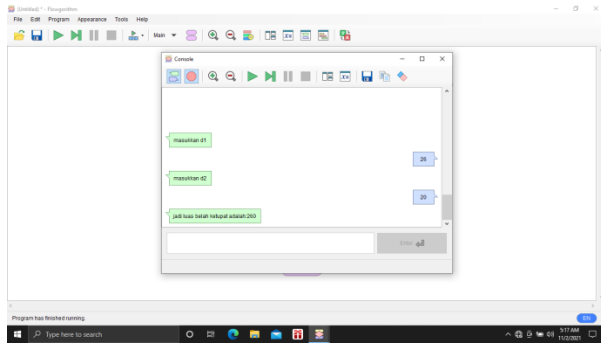 (Untitled) * - Flowgorithm
File Edit Program Appearance Tools Help
Main
Console
masukkan d1
20
masukkan d2
20
jadi luas belah ketupat adalah 200
Enter
Program has finished running.
EN
Type here to search
5:17 AM
11/2/2021